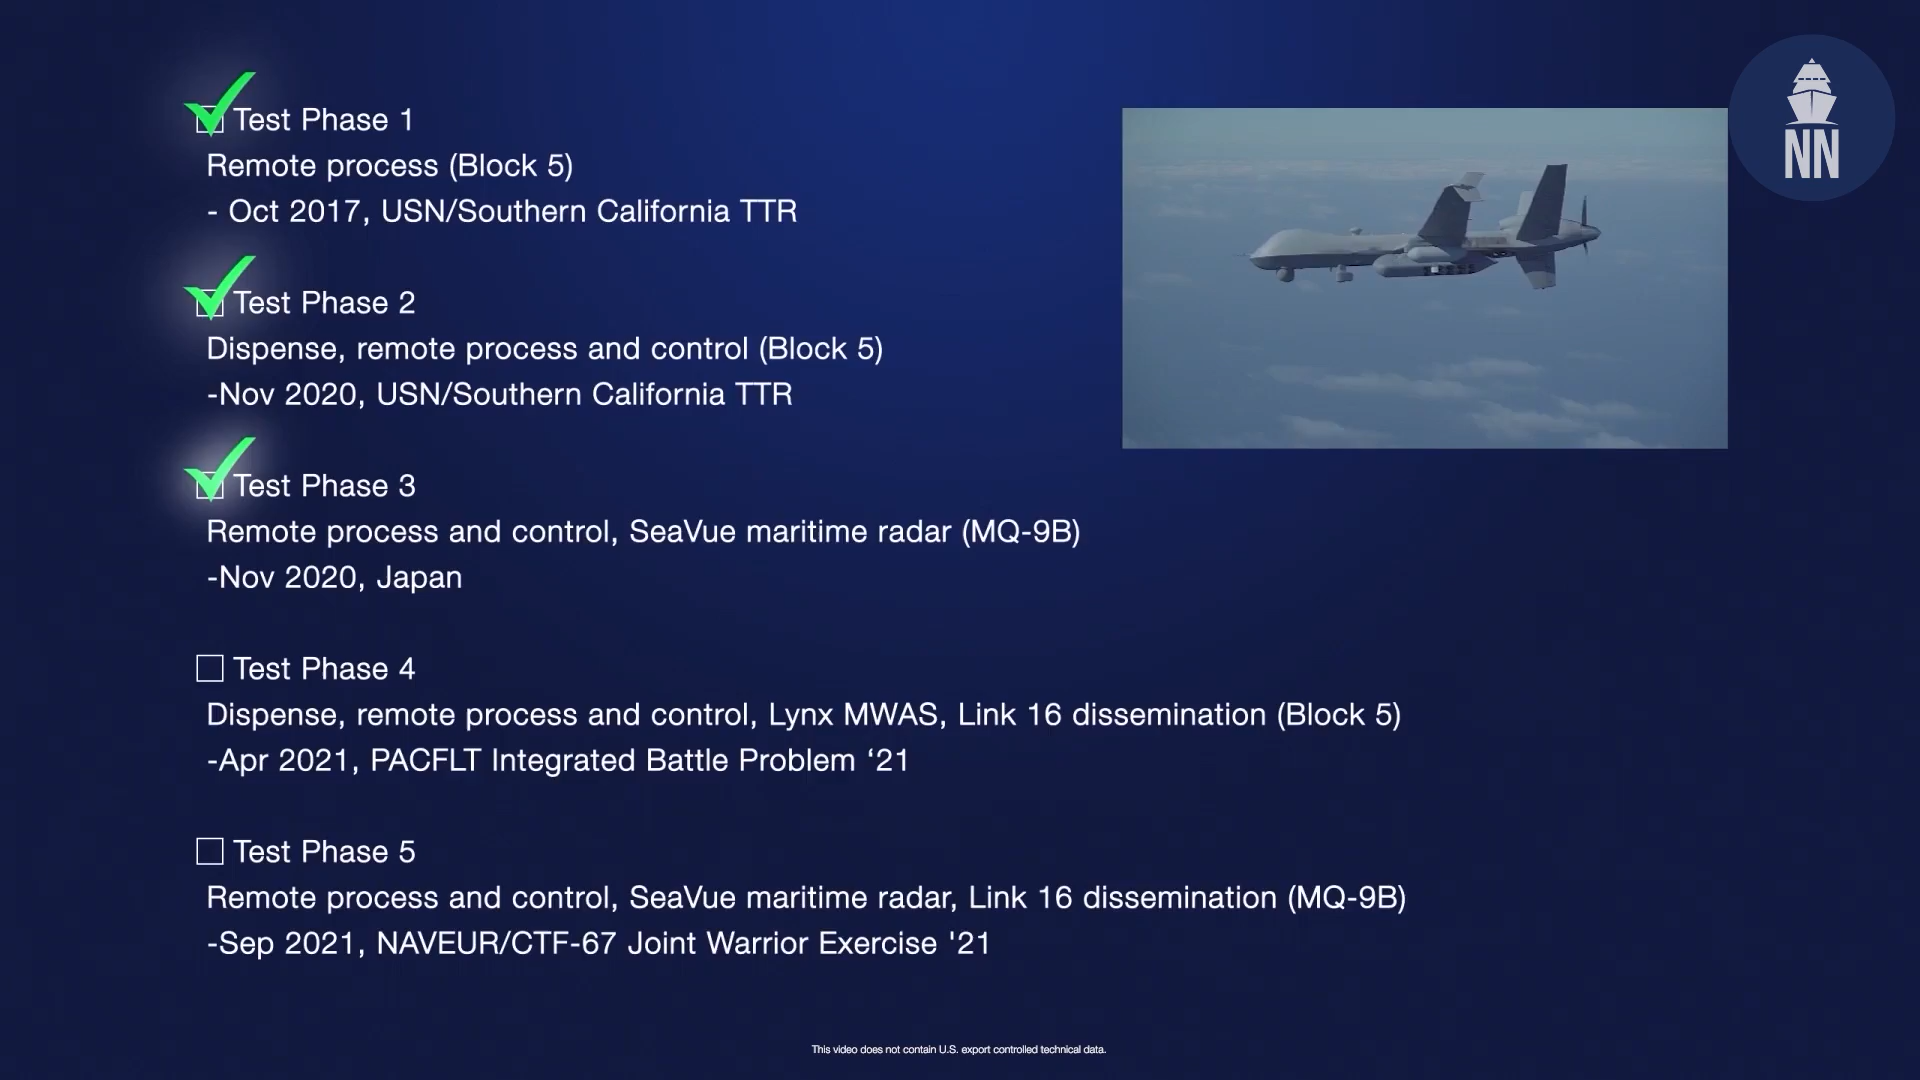 Test Phase 1
Remote process (Block 5)
- Oct 2017, USN/Southern California TTR
Test Phase 2
Dispense, remote process and control (Block 5)
-Nov 2020, USN/Southern California TTR
Test Phase 3
Remote process and control, SeaVue maritime radar (MQ-9B)
-Nov 2020, Japan
Test Phase 4
Dispense, remote process and control, Lynx MWAS, Link 16 dissemination (Block 5)
-Apr 2021, PACFLT Integrated Battle Problem ‘21
Test Phase 5
Remote process and control, SeaVue maritime radar, Link 16 dissemination (MQ-9B)
-Sep 2021, NAVEUR/CTF-67 Joint Warrior Exercise '21
NN
This video does not contain U.S. export controlled technical data.